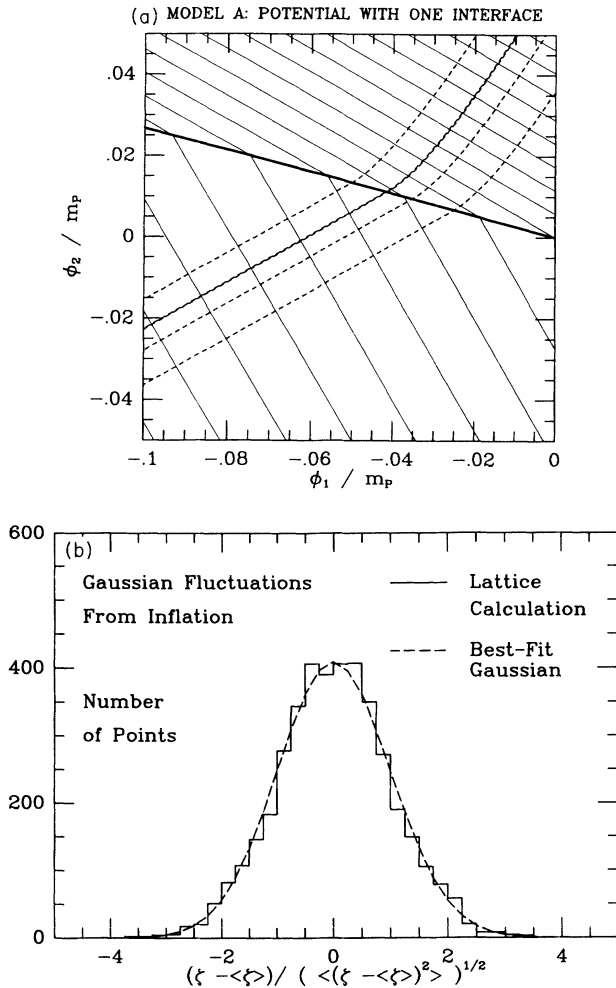 (a) MODEL A: POTENTIAL WITH ONE INTERFACE
.04
.02
0
-.02
-.04
ϕ₂ / mₚ
-.1 -.08 -.06 -.04 -.02 0
ϕ₁ / mₚ
(b)
600
400
200
0
Gaussian Fluctuations
From Inflation
Number
of Points
Lattice
Calculation
Best-Fit
Gaussian
-4 -2 0 2 4
(ζ -<ζ>)/ ( <(ζ -<ζ>)²> )^1/2